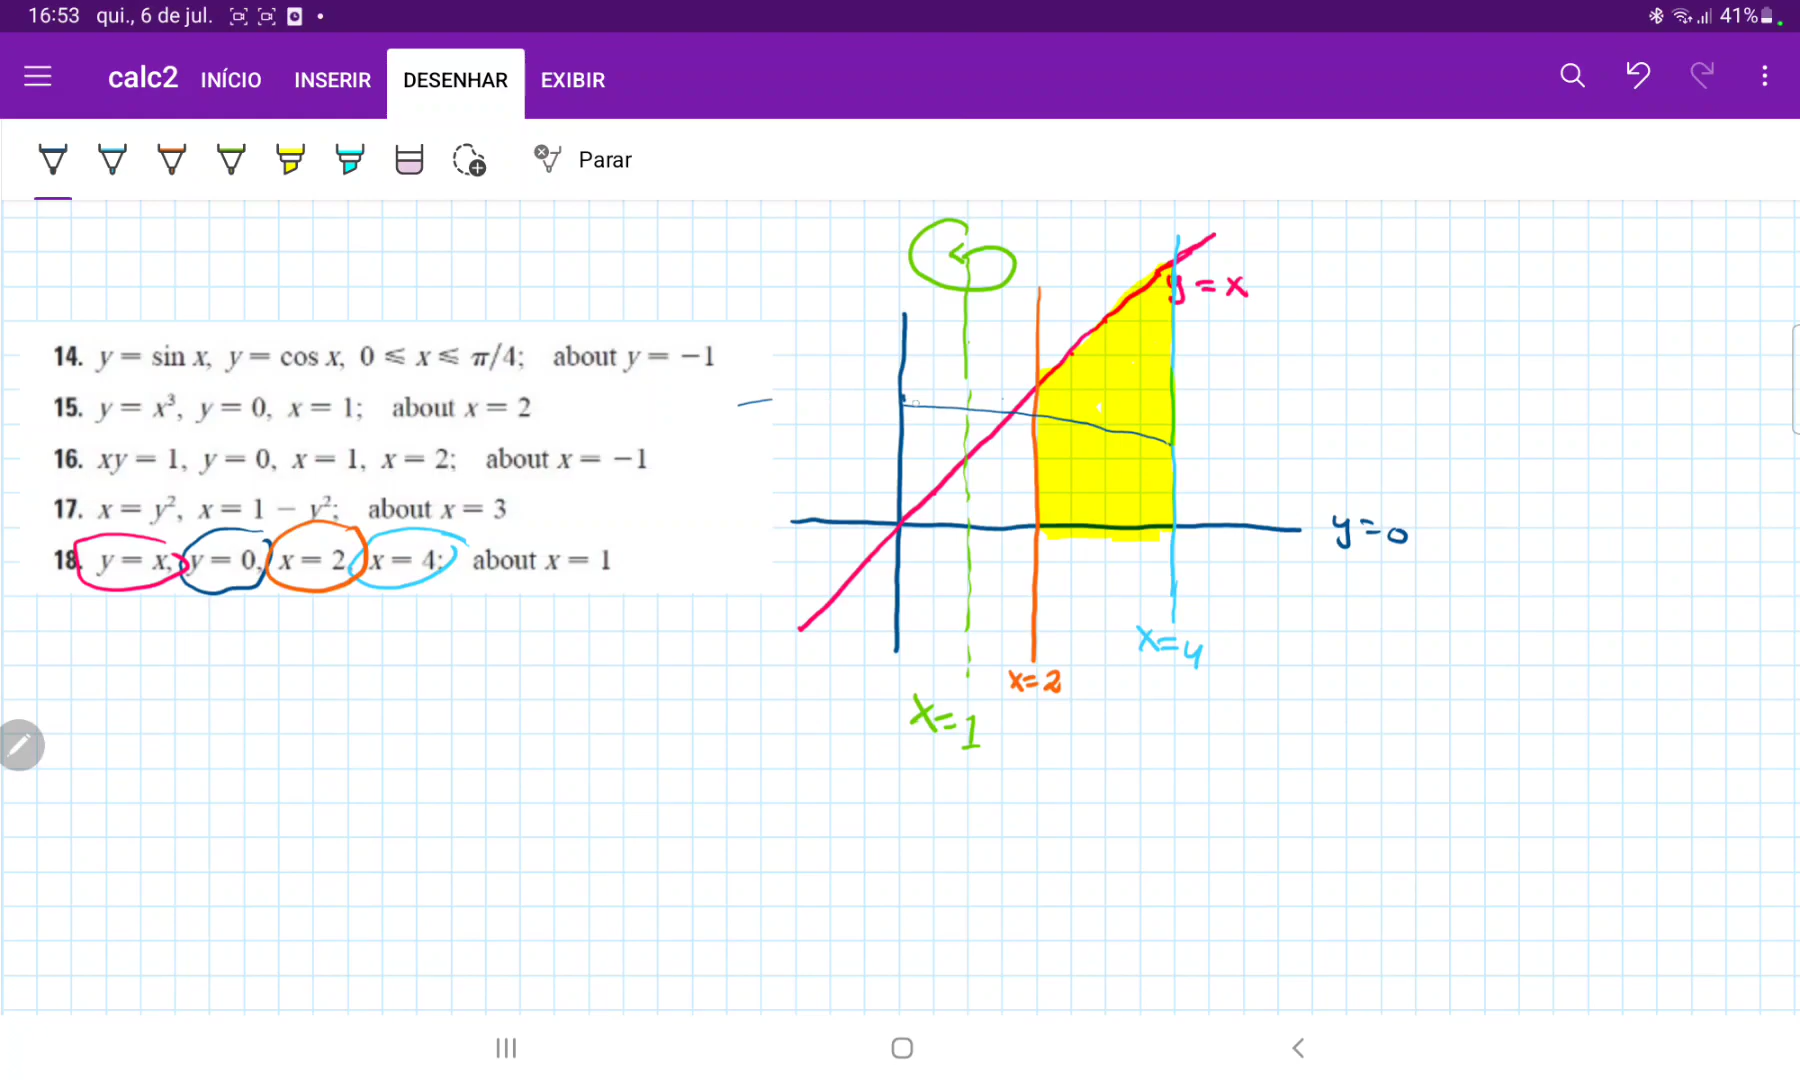 16:53 qui., 6 de jul. 41%
calc2 INÍCIO INSERIR DESENHAR EXIBIR
Parar
14. y = sin x, y = cos x, 0 ⩽ x ⩽ π/4; about y = −1
15. y = x³, y = 0, x = 1; about x = 2
16. xy = 1, y = 0, x = 1, x = 2; about x = −1
17. x = y², x = 1 − y²; about x = 3
18. y = x, y = 0, x = 2, x = 4; about x = 1
y = x
y=0
x=4
x=2
x=1